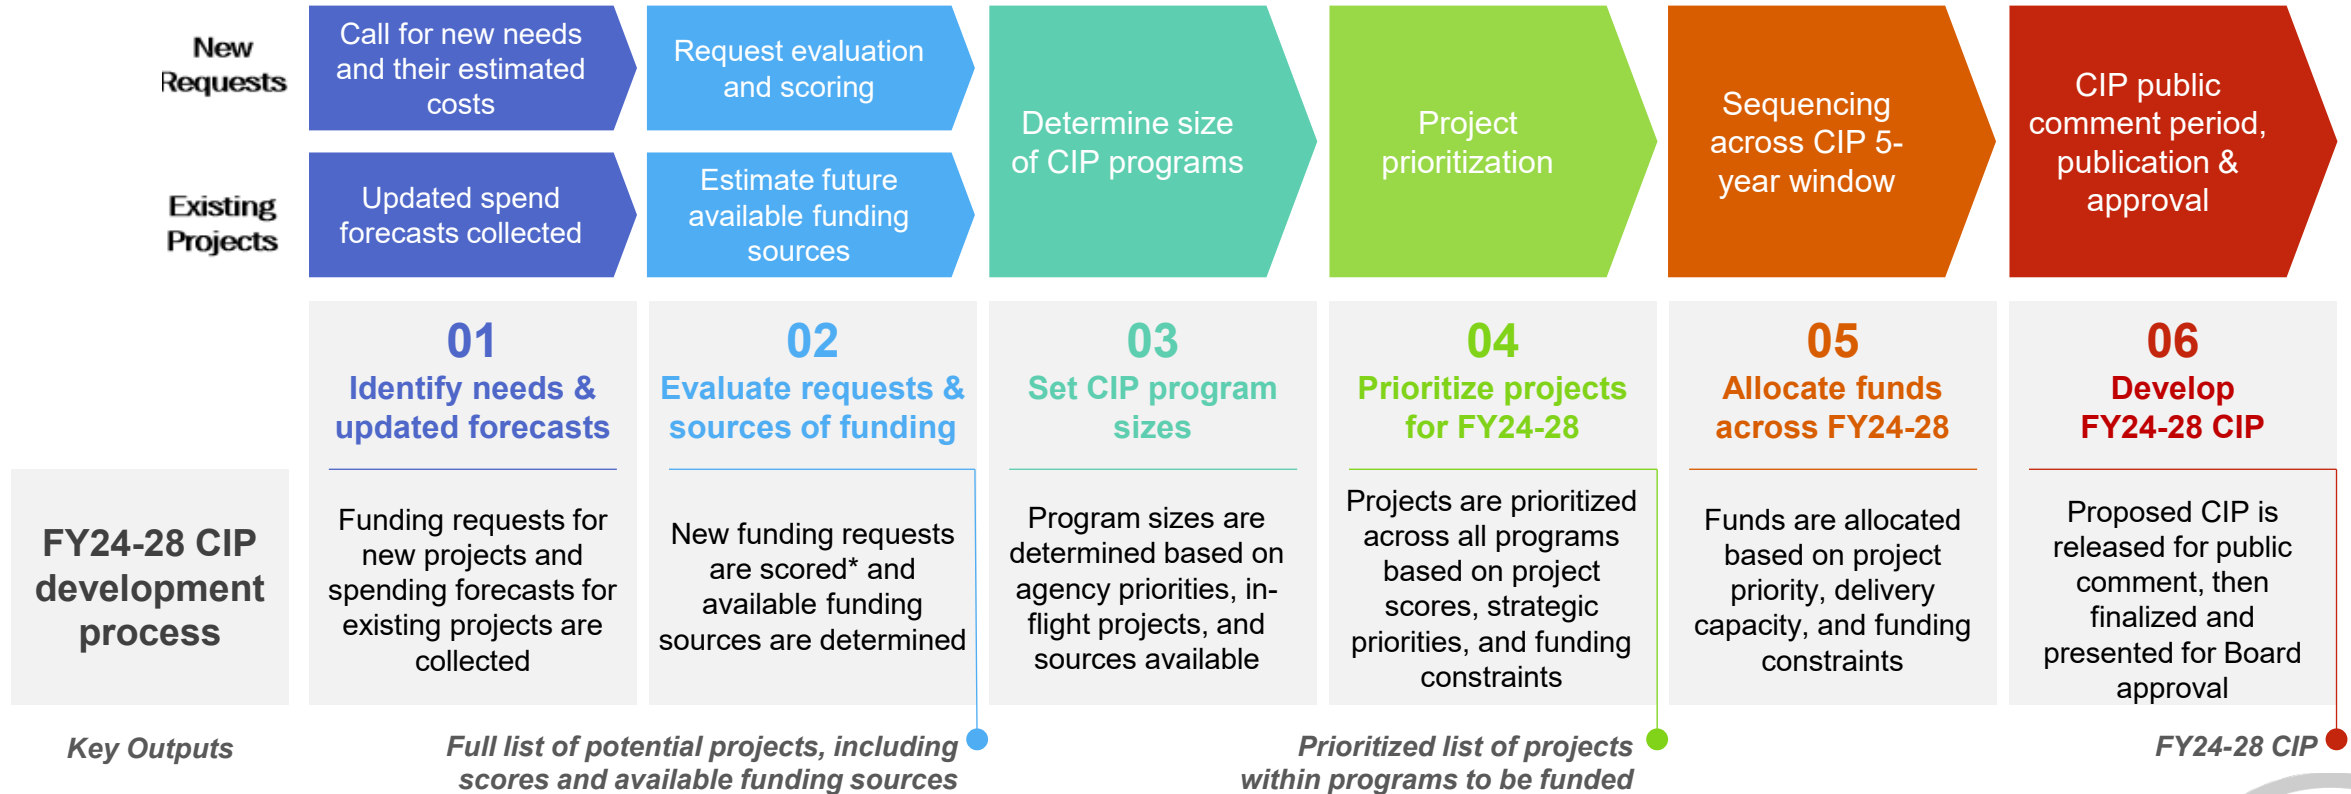 New
Requests
Call for new needs
and their estimated
costs
Request evaluation
and scoring
Existing
Projects
Updated spend
forecasts collected
Estimate future
available funding
sources
Determine size
of CIP programs
Project
prioritization
Sequencing
across CIP 5-
year window
CIP public
comment period,
publication &
approval
FY24-28 CIP
development
process
01
Identify needs &
updated forecasts
Funding requests for
new projects and
spending forecasts for
existing projects are
collected
02
Evaluate requests &
sources of funding
New funding requests
are scored* and
available funding
sources are determined
03
Set CIP program
sizes
Program sizes are
determined based on
agency priorities, in-
flight projects, and
sources available
04
Prioritize projects
for FY24-28
Projects are prioritized
across all programs
based on project
scores, strategic
priorities, and funding
constraints
05
Allocate funds
across FY24-28
Funds are allocated
based on project
priority, delivery
capacity, and funding
constraints
06
Develop
FY24-28 CIP
Proposed CIP is
released for public
comment, then
finalized and
presented for Board
approval
Key Outputs
Full list of potential projects, including
scores and available funding sources
Prioritized list of projects
within programs to be funded
FY24-28 CIP